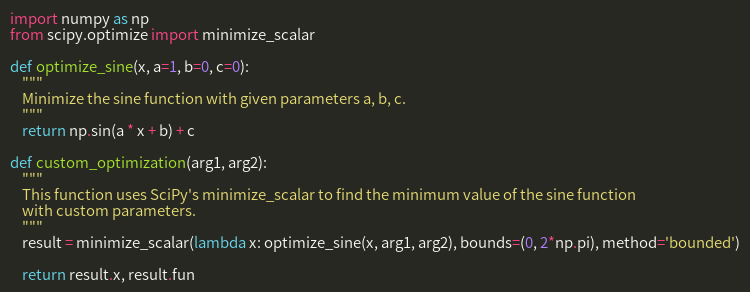 import numpy as np
from scipy.optimize import minimize_scalar

def optimize_sine(x, a=1, b=0, c=0):
    """
    Minimize the sine function with given parameters a, b, c.
    """
    return np.sin(a * x + b) + c

def custom_optimization(arg1, arg2):
    """
    This function uses SciPy's minimize_scalar to find the minimum value of the sine function
    with custom parameters.
    """
    result = minimize_scalar(lambda x: optimize_sine(x, arg1, arg2), bounds=(0, 2*np.pi), method='bounded')

    return result.x, result.fun